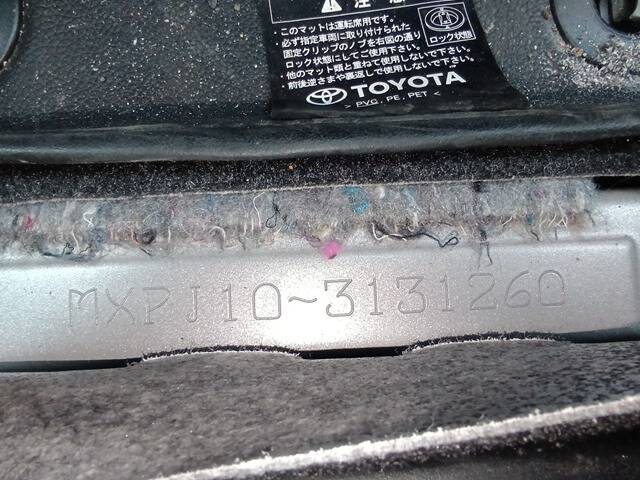 注意
・このマットは運転席用です。
・必ず指定車両に取り付けられた
固定クリップのノブを右図の通り
ロック状態にしてご使用下さい。
・他のマット類と重ねて使用しないで下さい。
・前後逆さまや裏返しで使用しないで下さい。
ロック状態
TOYOTA
> PVC, PE, PET <
MXPJ10~3131260